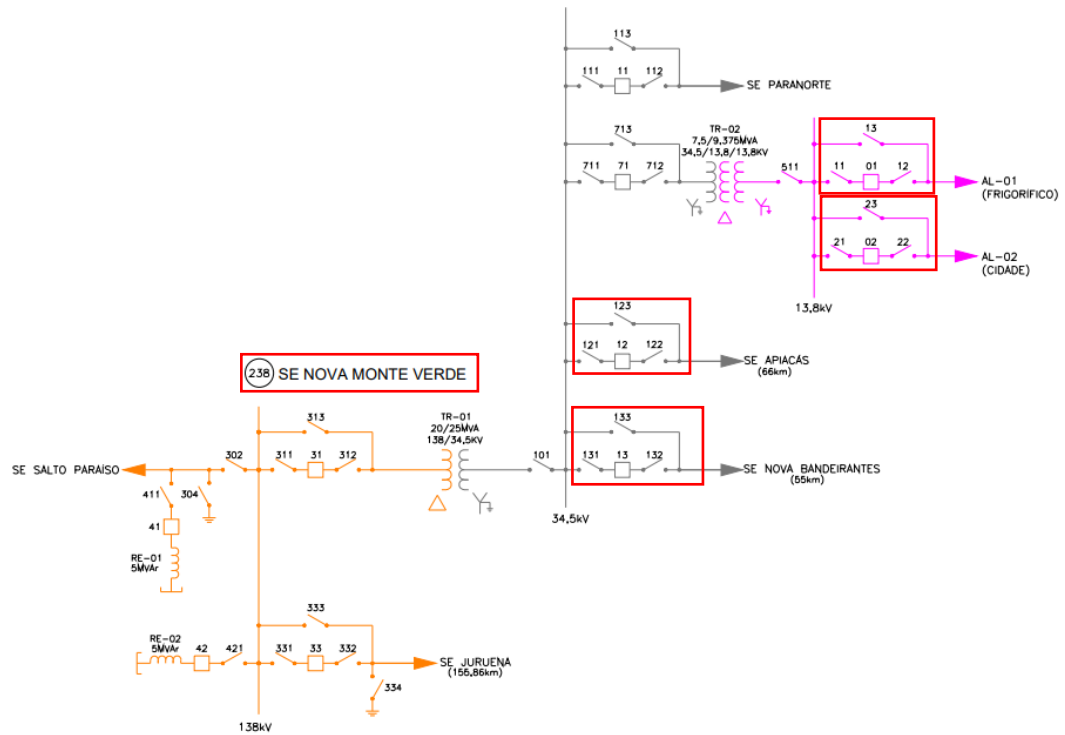 113
111 11 112
SE PARANORTE
713
711 71 712
TR-02
7,5/9,375MVA
34,5/13,8/13,8kV
511
13
11 01 12
AL-01
(FRIGORÍFICO)
23
21 02 22
AL-02
(CIDADE)
13,8kV
123
121 12 122
SE APIACÁS
(66km)
238 SE NOVA MONTE VERDE
133
131 13 132
SE NOVA BANDEIRANTES
(55km)
101
34,5kV
TR-01
20/25MVA
138/34,5KV
313
311 31 312
302
SE SALTO PARAÍSO
411
304
41
RE-01
5MVAr
333
331 33 332
RE-02
5MVAr
42 421
SE JURUENA
(155,86km)
334
138kV